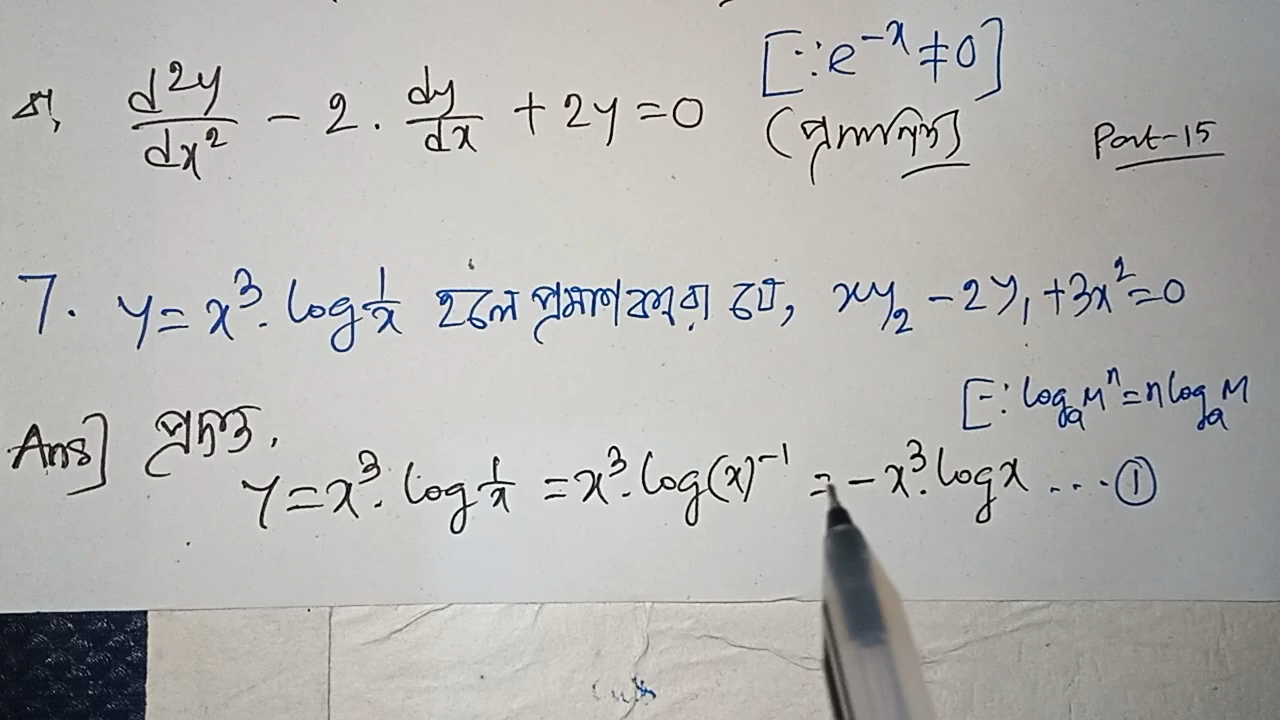 বা, d²y/dx² - 2. dy/dx + 2y = 0 [∵ e⁻ˣ ≠ 0]
(প্রমাণিত)
Part-15
7. y = x³. log 1/x হলে প্রমাণ কর যে, xy₂ - 2y₁ + 3x² = 0
Ans] প্রদত্ত, [∵ logₐMⁿ = n logₐM
y = x³. log 1/x = x³. log(x)⁻¹ = - x³. logx ... ①